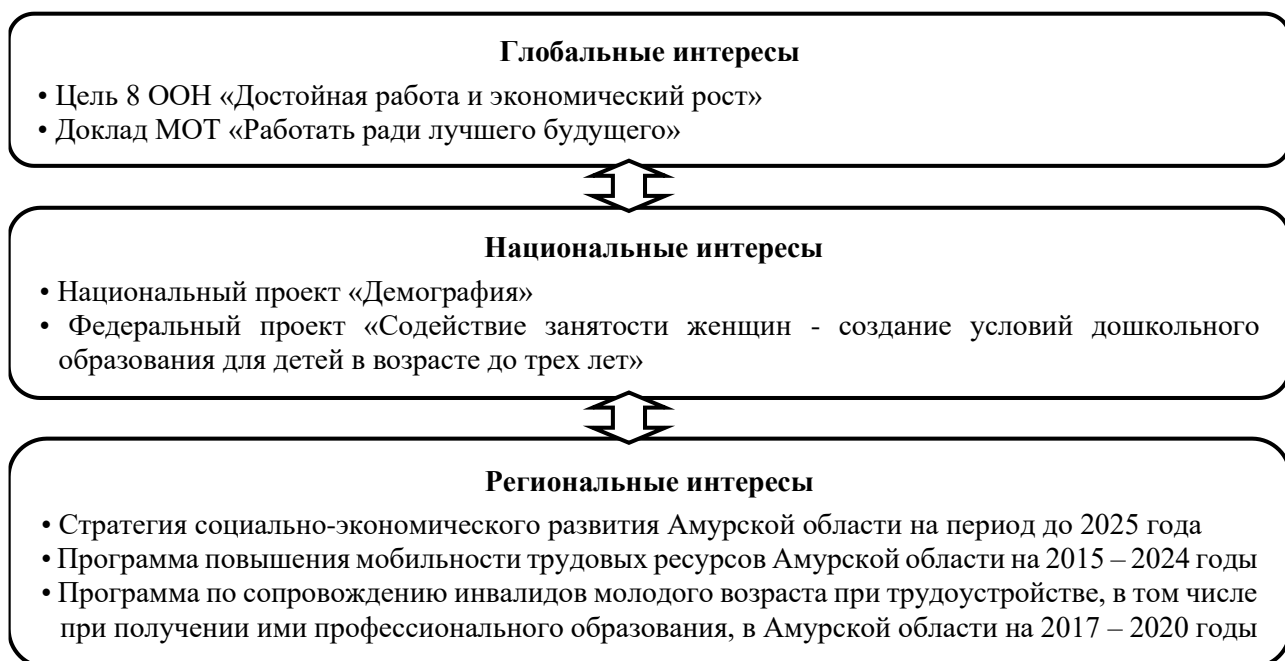 Глобальные интересы
• Цель 8 ООН «Достойная работа и экономический рост»
• Доклад МОТ «Работать ради лучшего будущего»
Национальные интересы
• Национальный проект «Демография»
• Федеральный проект «Содействие занятости женщин - создание условий дошкольного
образования для детей в возрасте до трех лет»
Региональные интересы
• Стратегия социально-экономического развития Амурской области на период до 2025 года
• Программа повышения мобильности трудовых ресурсов Амурской области на 2015 – 2024 годы
• Программа по сопровождению инвалидов молодого возраста при трудоустройстве, в том числе
при получении ими профессионального образования, в Амурской области на 2017 – 2020 годы